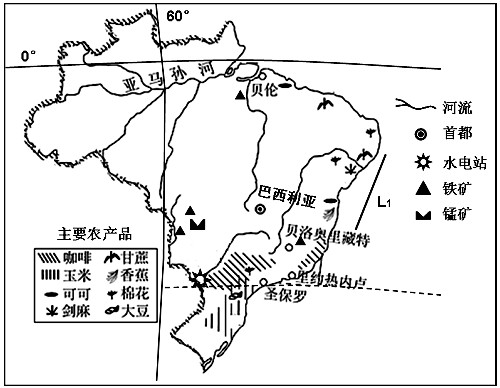 60°
0°
亚马孙河
贝伦
河流
首都
水电站
铁矿
锰矿
巴西利亚
L1
贝洛奥里藏特
里约热内卢
圣保罗
主要农产品
咖啡 甘蔗
玉米 香蕉
可可 棉花
剑麻 大豆